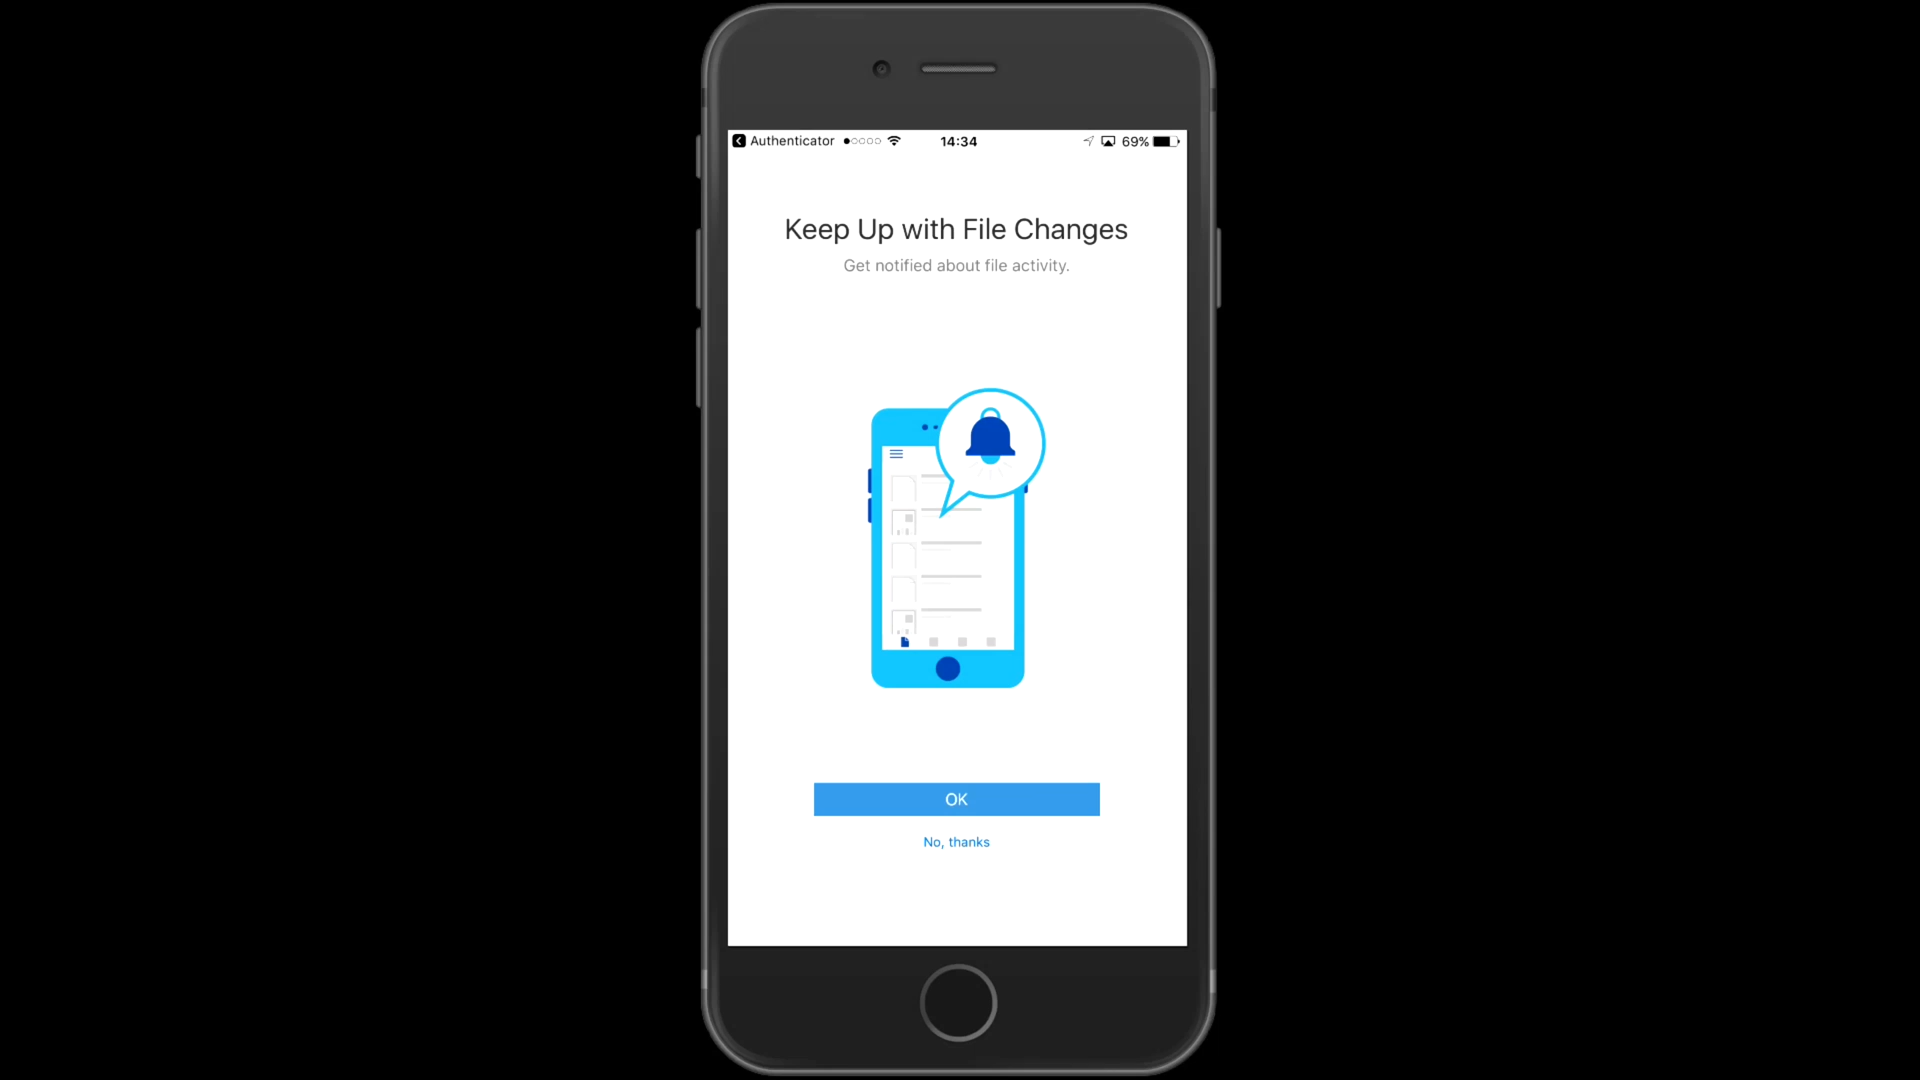 Authenticator 14:34 69%
Keep Up with File Changes
Get notified about file activity.
OK
No, thanks